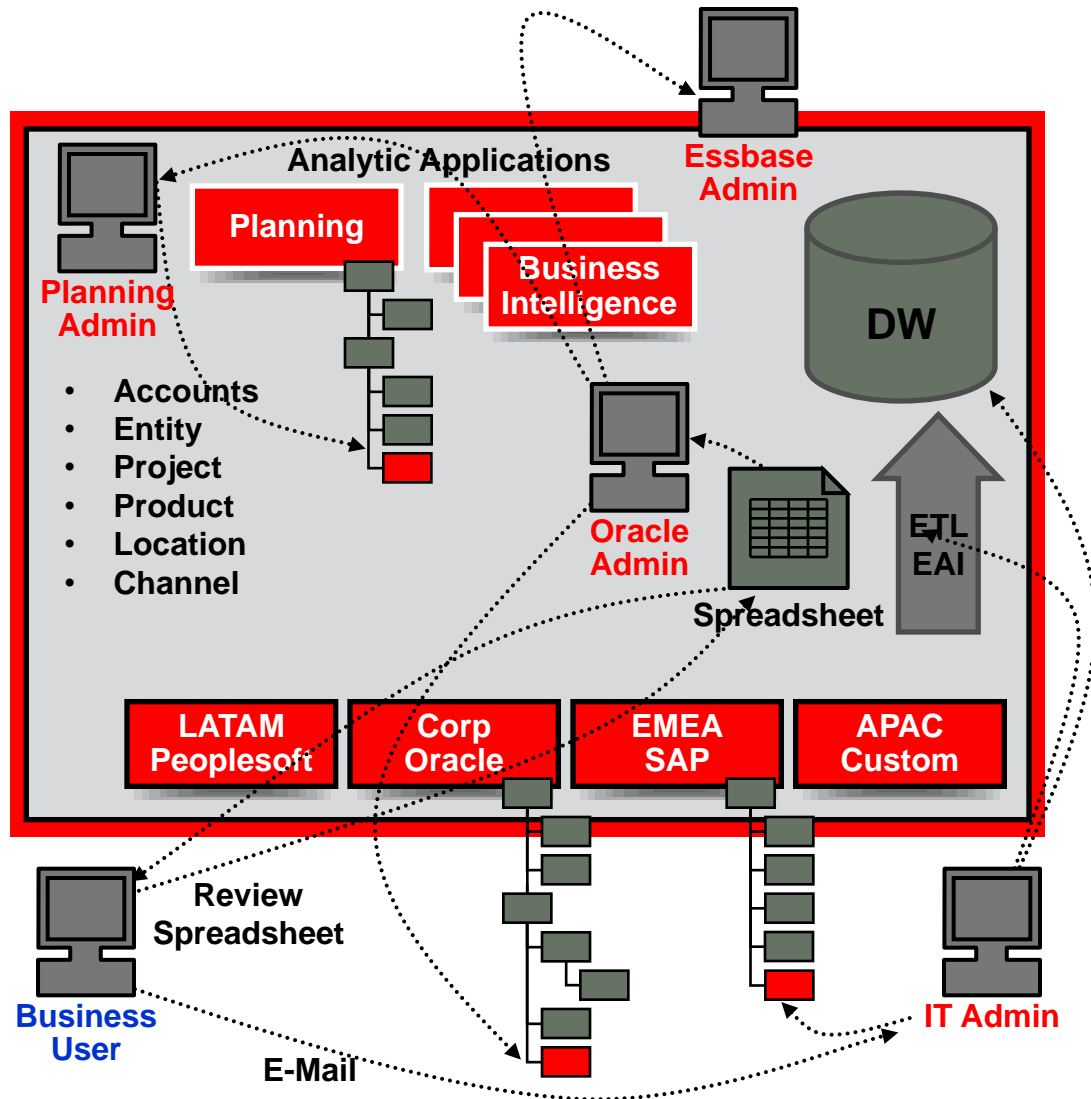 Essbase
Admin
Analytic Applications
Planning
Business
Intelligence
Planning
Admin
DW
• Accounts
• Entity
• Project
• Product
• Location
• Channel
Oracle
Admin
ETL
EAI
Spreadsheet
LATAM
Peoplesoft
Corp
Oracle
EMEA
SAP
APAC
Custom
Review
Spreadsheet
Business
User
IT Admin
E-Mail